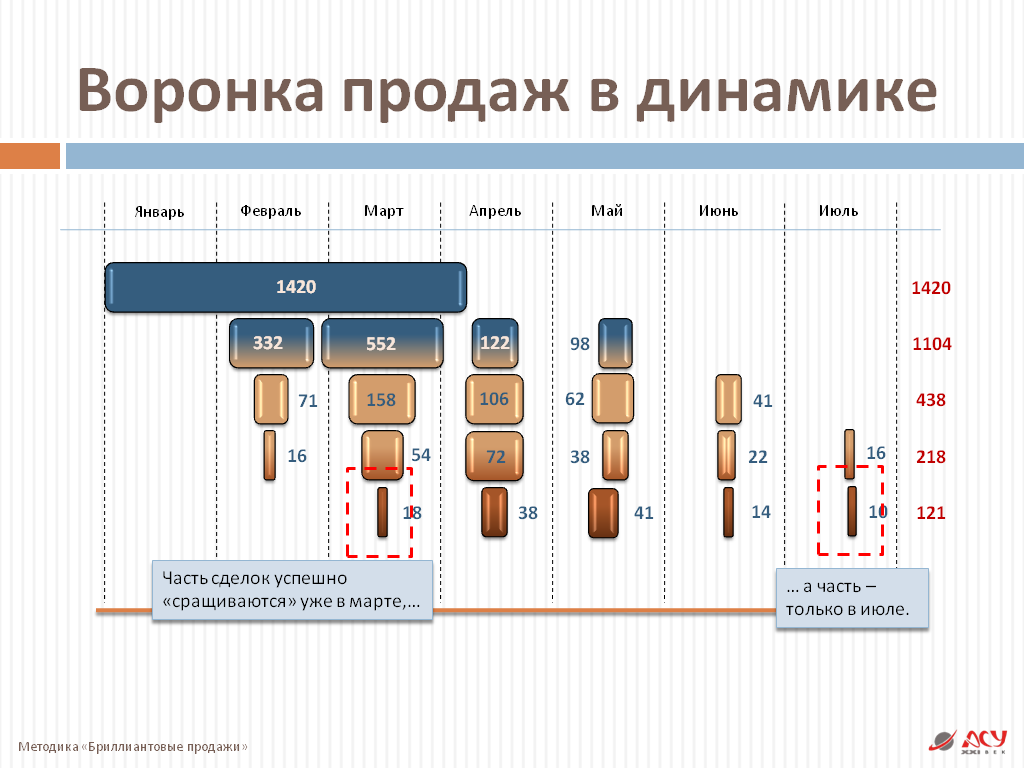 Воронка продаж в динамике
Январь Февраль Март Апрель Май Июнь Июль
1420 1420
332 552 122 98 1104
71 158 106 62 41 438
16 54 72 38 22 16 218
18 38 41 14 10 121
Часть сделок успешно
«сращиваются» уже в марте,...
... а часть –
только в июле.
Методика «Бриллиантовые продажи»
АСУ
XXI ВЕК